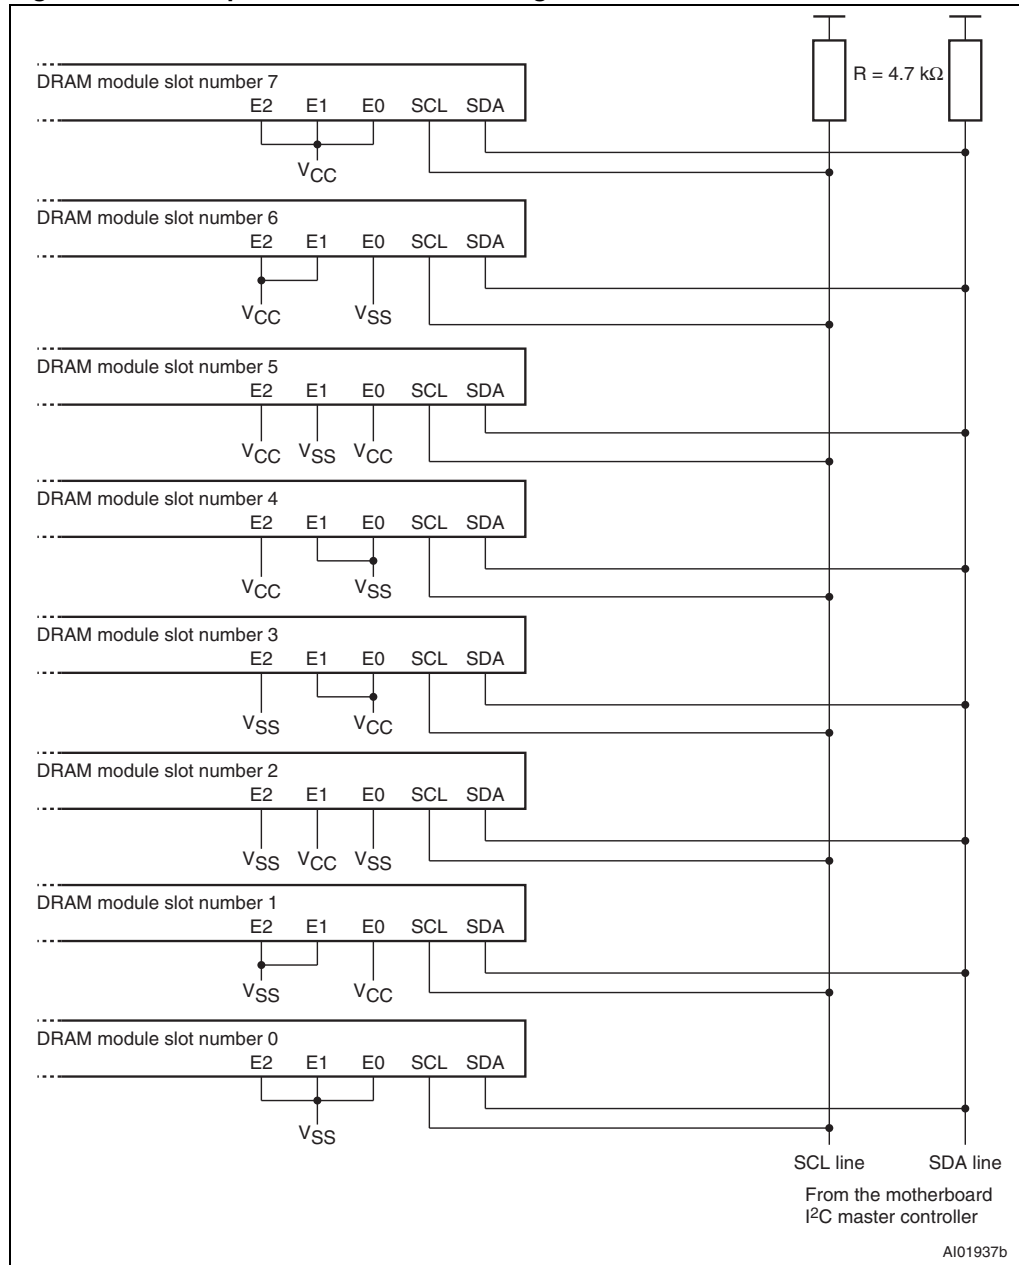 R = 4.7 kΩ
DRAM module slot number 7
E2 E1 E0 SCL SDA
VCC
DRAM module slot number 6
E2 E1 E0 SCL SDA
VCC VSS
DRAM module slot number 5
E2 E1 E0 SCL SDA
VCC VSS VCC
DRAM module slot number 4
E2 E1 E0 SCL SDA
VCC VSS
DRAM module slot number 3
E2 E1 E0 SCL SDA
VSS VCC
DRAM module slot number 2
E2 E1 E0 SCL SDA
VSS VCC VSS
DRAM module slot number 1
E2 E1 E0 SCL SDA
VSS VCC
DRAM module slot number 0
E2 E1 E0 SCL SDA
VSS
SCL line SDA line
From the motherboard
I2C master controller
AI01937b